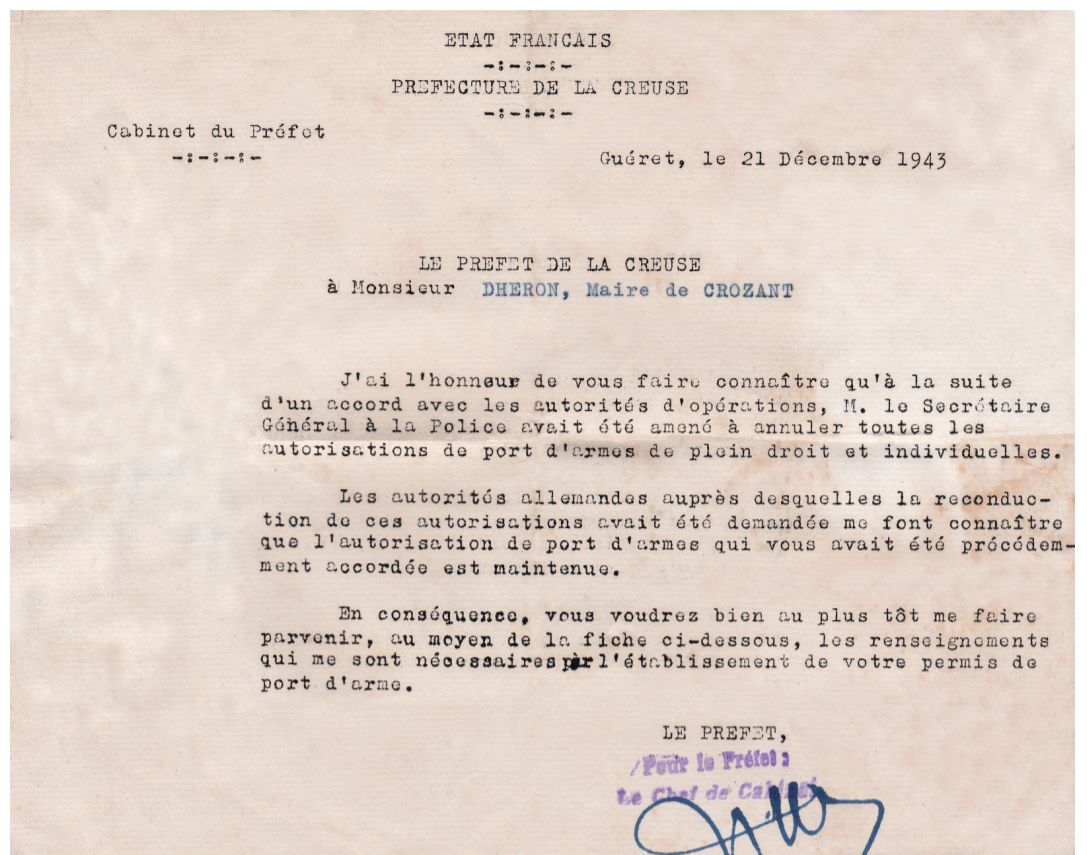 ETAT FRANCAIS
-:-:-:-
PREFECTURE DE LA CREUSE
-:-:-:-
Cabinet du Préfet
-:-:-:-
Guéret, le 21 Décembre 1943
LE PREFET DE LA CREUSE
à Monsieur DHERON, Maire de CROZANT
J'ai l'honneur de vous faire connaître qu'à la suite
d'un accord avec les autorités d'opérations, M. le Secrétaire
Général à la Police avait été amené à annuler toutes les
autorisations de port d'armes de plein droit et individuelles.
Les autorités allemandes auprès desquelles la reconduc-
tion de ces autorisations avait été demandée me font connaître
que l'autorisation de port d'armes qui vous avait été précédem-
ment accordée est maintenue.
En conséquence, vous voudrez bien au plus tôt me faire
parvenir, au moyen de la fiche ci-dessous, les renseignements
qui me sont nécessaires pr l'établissement de votre permis de
port d'arme.
LE PREFET,
Pour le Préfet :
Le Chef de Cabinet